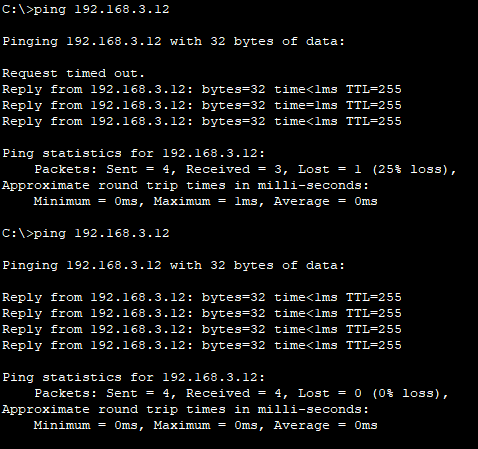 C:\>ping 192.168.3.12
Pinging 192.168.3.12 with 32 bytes of data:
Request timed out.
Reply from 192.168.3.12: bytes=32 time<1ms TTL=255
Reply from 192.168.3.12: bytes=32 time=1ms TTL=255
Reply from 192.168.3.12: bytes=32 time<1ms TTL=255
Ping statistics for 192.168.3.12:
    Packets: Sent = 4, Received = 3, Lost = 1 (25% loss),
Approximate round trip times in milli-seconds:
    Minimum = 0ms, Maximum = 1ms, Average = 0ms
C:\>ping 192.168.3.12
Pinging 192.168.3.12 with 32 bytes of data:
Reply from 192.168.3.12: bytes=32 time<1ms TTL=255
Reply from 192.168.3.12: bytes=32 time<1ms TTL=255
Reply from 192.168.3.12: bytes=32 time<1ms TTL=255
Reply from 192.168.3.12: bytes=32 time<1ms TTL=255
Ping statistics for 192.168.3.12:
    Packets: Sent = 4, Received = 4, Lost = 0 (0% loss),
Approximate round trip times in milli-seconds:
    Minimum = 0ms, Maximum = 0ms, Average = 0ms